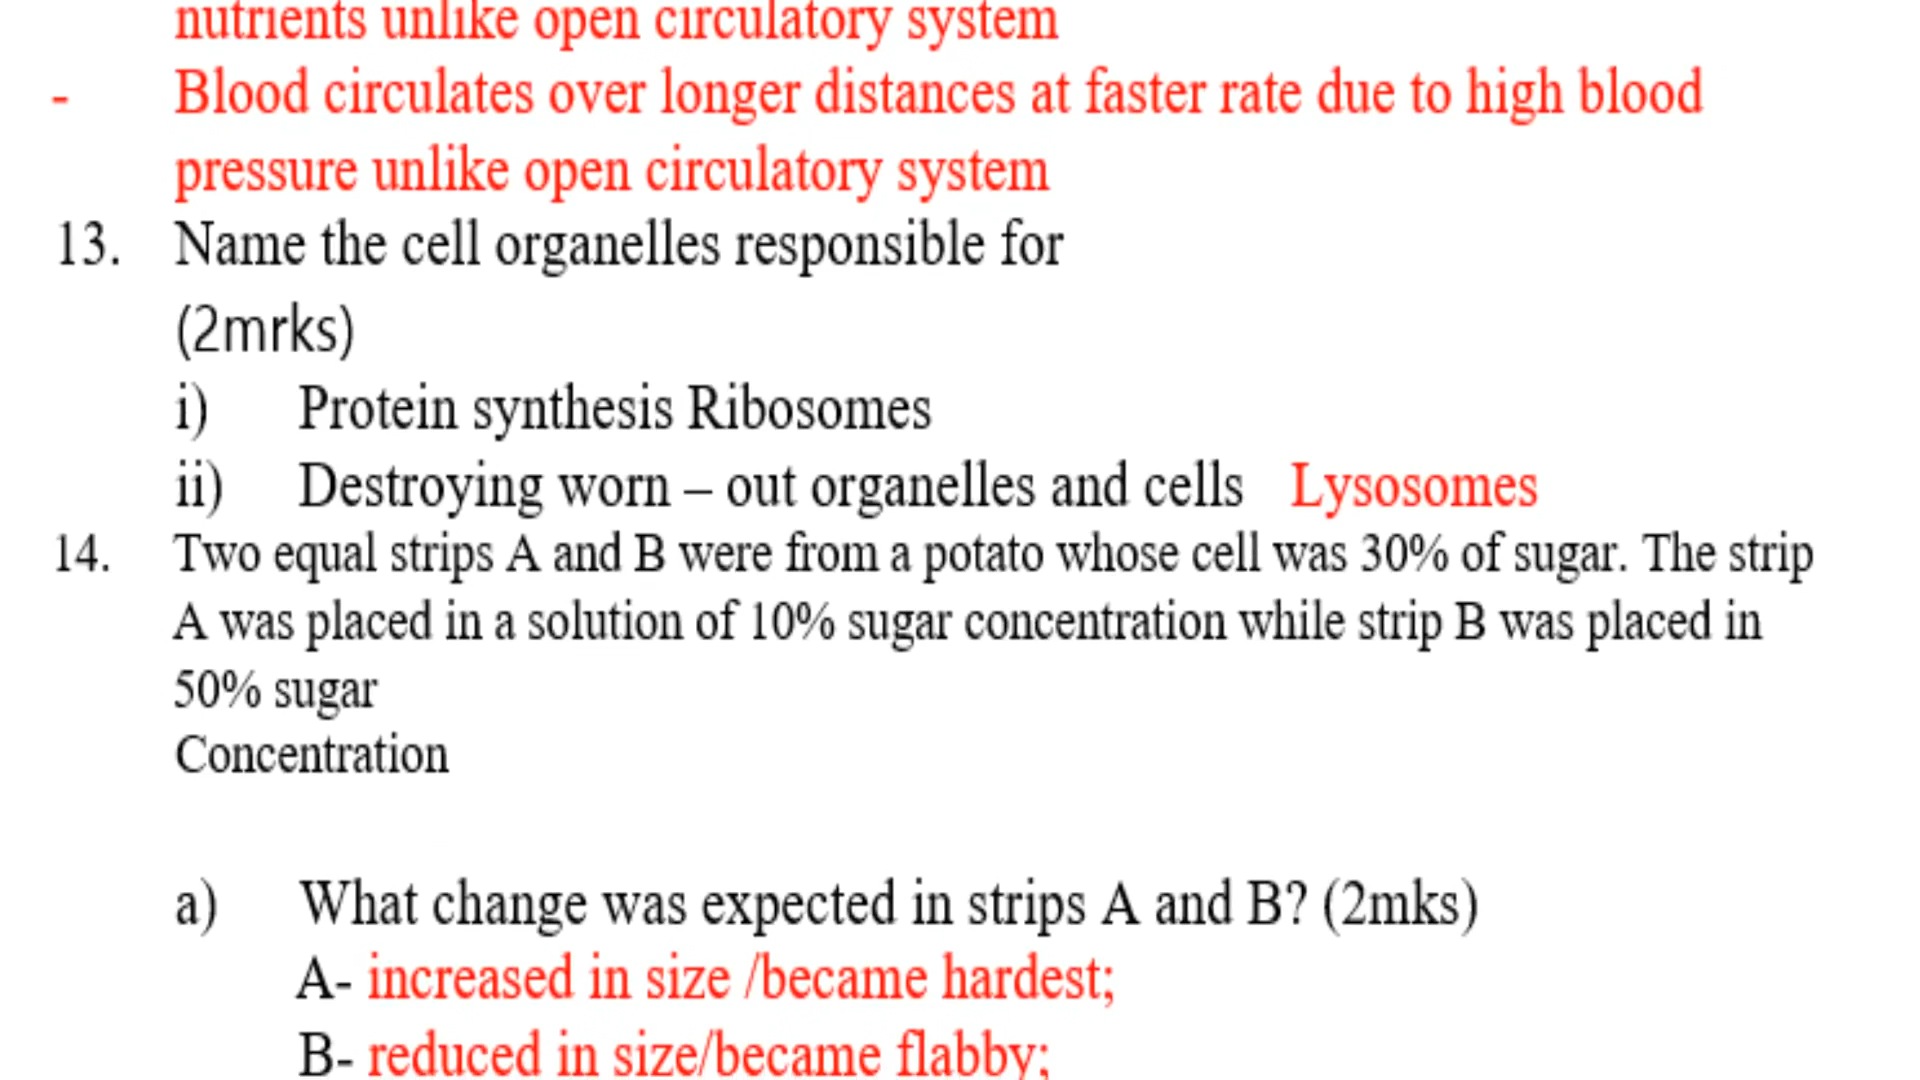 nutrients unlike open circulatory system
- Blood circulates over longer distances at faster rate due to high blood
pressure unlike open circulatory system
13. Name the cell organelles responsible for
(2mrks)
i) Protein synthesis Ribosomes
ii) Destroying worn – out organelles and cells Lysosomes
14. Two equal strips A and B were from a potato whose cell was 30% of sugar. The strip
A was placed in a solution of 10% sugar concentration while strip B was placed in
50% sugar
Concentration
a) What change was expected in strips A and B? (2mks)
A- increased in size /became hardest;
B- reduced in size/became flabby;